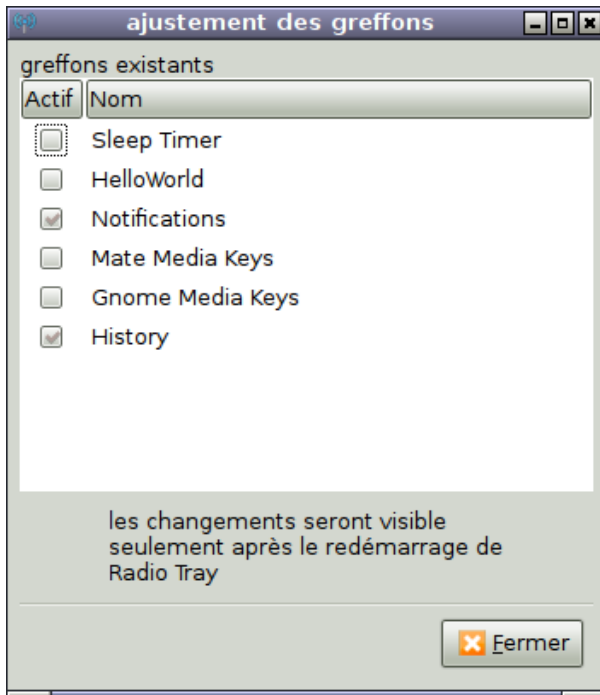 ajustement des greffons
greffons existants
Actif Nom
Sleep Timer
HelloWorld
Notifications
Mate Media Keys
Gnome Media Keys
History
les changements seront visible
seulement après le redémarrage de
Radio Tray
Fermer